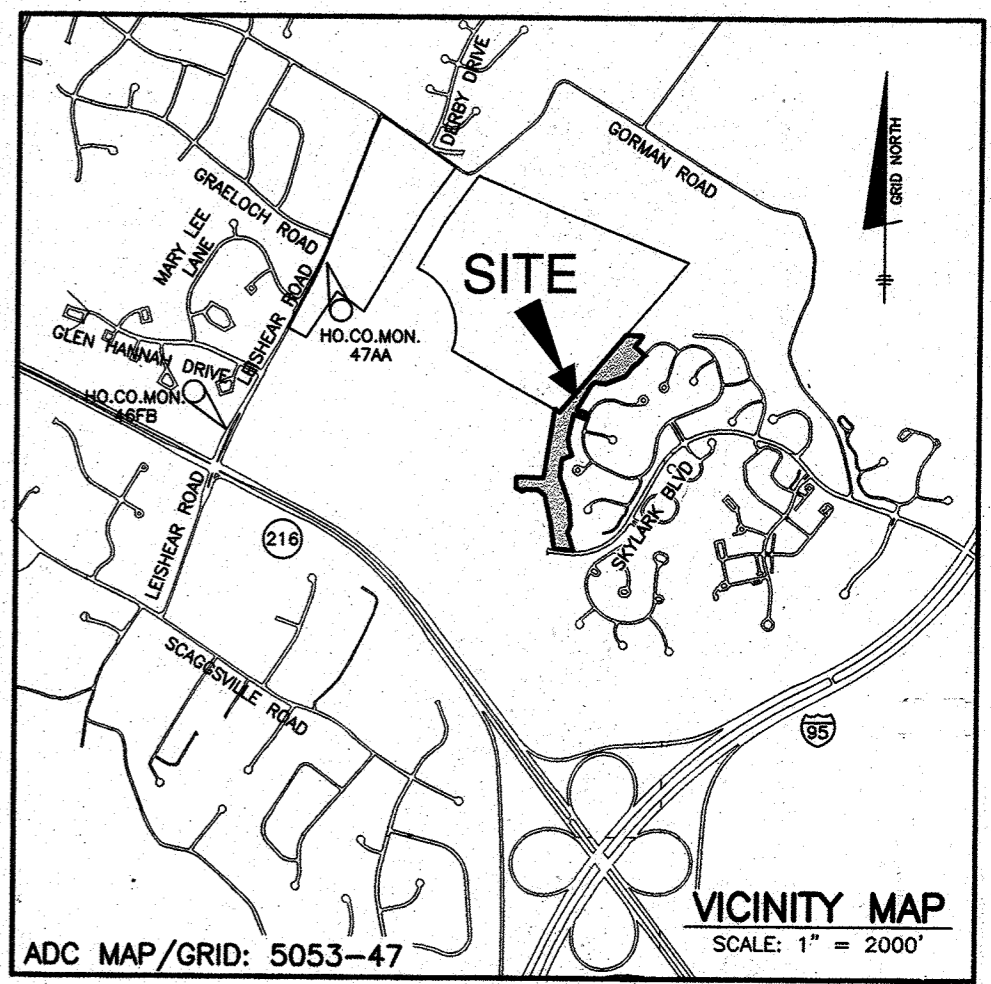 DERBY DRIVE
GORMAN ROAD
GRID NORTH
GRAELOCH ROAD
MARY LEE
LANE
LEISHEAR ROAD
SITE
HO.CO.MON.
47AA
GLEN HANNAH DRIVE
HO.CO.MON.
46FB
LEISHEAR ROAD
216
SKYLARK BLVD
SCAGGSVILLE ROAD
95
VICINITY MAP
SCALE: 1" = 2000'
ADC MAP/GRID: 5053-47